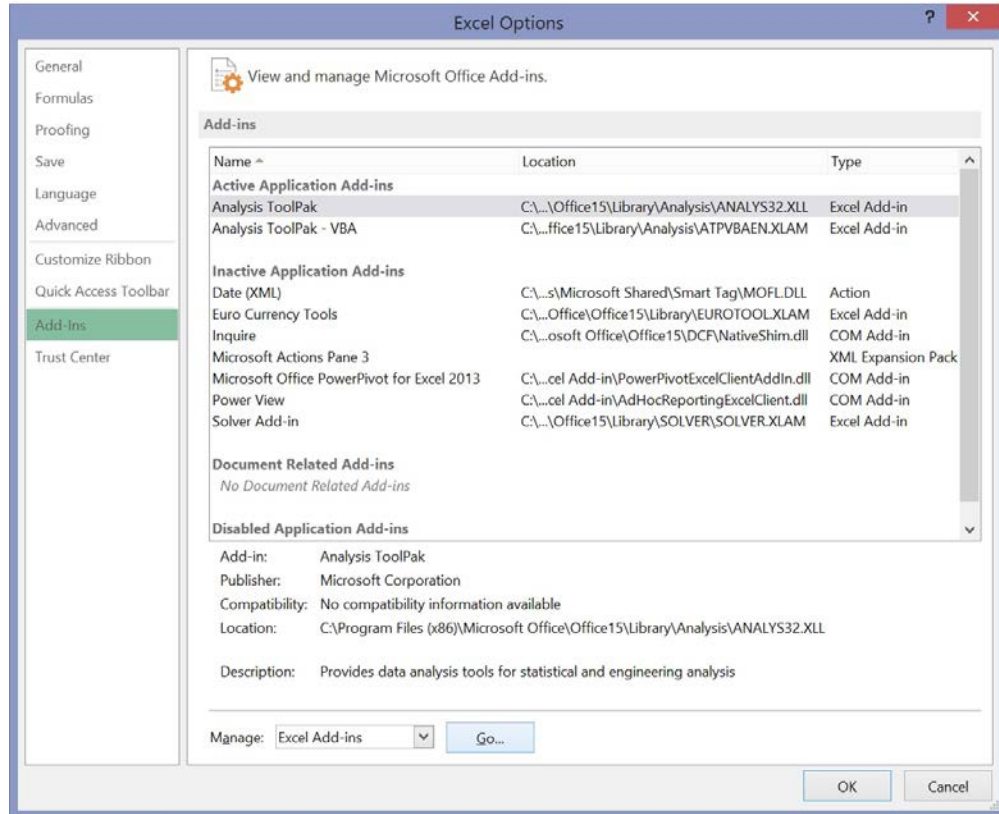 Excel Options
?
General
Formulas
Proofing
Save
Language
Advanced
Customize Ribbon
Quick Access Toolbar
Add-Ins
Trust Center
View and manage Microsoft Office Add-ins.
Add-ins
Name Location Type
Active Application Add-ins
Analysis ToolPak C:\...\Office15\Library\Analysis\ANALYS32.XLL Excel Add-in
Analysis ToolPak - VBA C:\...ffice15\Library\Analysis\ATPVBAEN.XLAM Excel Add-in
Inactive Application Add-ins
Date (XML) C:\...s\Microsoft Shared\Smart Tag\MOFL.DLL Action
Euro Currency Tools C:\...Office\Office15\Library\EUROTOOL.XLAM Excel Add-in
Inquire C:\...osoft Office\Office15\DCF\NativeShim.dll COM Add-in
Microsoft Actions Pane 3 XML Expansion Pack
Microsoft Office PowerPivot for Excel 2013 C:\...cel Add-in\PowerPivotExcelClientAddIn.dll COM Add-in
Power View C:\...cel Add-in\AdHocReportingExcelClient.dll COM Add-in
Solver Add-in C:\...\Office15\Library\SOLVER\SOLVER.XLAM Excel Add-in
Document Related Add-ins
No Document Related Add-ins
Disabled Application Add-ins
Add-in: Analysis ToolPak
Publisher: Microsoft Corporation
Compatibility: No compatibility information available
Location: C:\Program Files (x86)\Microsoft Office\Office15\Library\Analysis\ANALYS32.XLL
Description: Provides data analysis tools for statistical and engineering analysis
Manage: Excel Add-ins Go...
OK Cancel